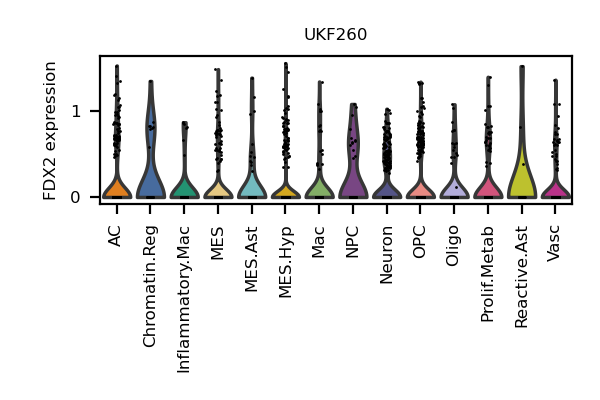 UKF260
FDX2 expression
1
0
AC
Chromatin.Reg
Inflammatory.Mac
MES
MES.Ast
MES.Hyp
Mac
NPC
Neuron
OPC
Oligo
Prolif.Metab
Reactive.Ast
Vasc